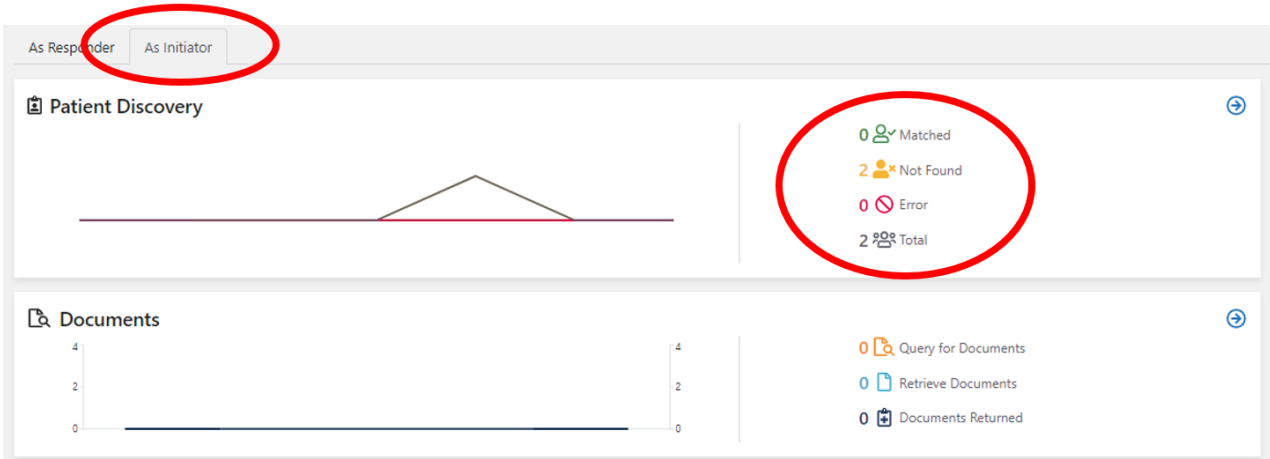 As Responder As Initiator
Patient Discovery
0 Matched
2 Not Found
0 Error
2 Total
Documents
4 4
2 2
0 0
0 Query for Documents
0 Retrieve Documents
0 Documents Returned